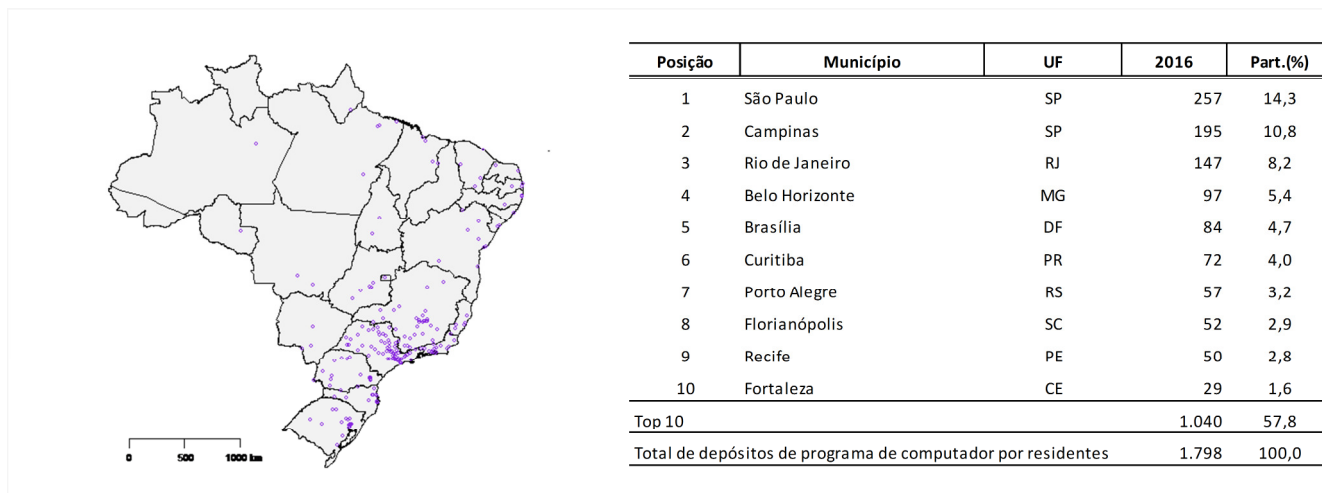 Posição Município UF 2016 Part.(%)
1 São Paulo SP 257 14,3
2 Campinas SP 195 10,8
3 Rio de Janeiro RJ 147 8,2
4 Belo Horizonte MG 97 5,4
5 Brasília DF 84 4,7
6 Curitiba PR 72 4,0
7 Porto Alegre RS 57 3,2
8 Florianópolis SC 52 2,9
9 Recife PE 50 2,8
10 Fortaleza CE 29 1,6
Top 10 1.040 57,8
Total de depósitos de programa de computador por residentes 1.798 100,0
0 500 1000 km